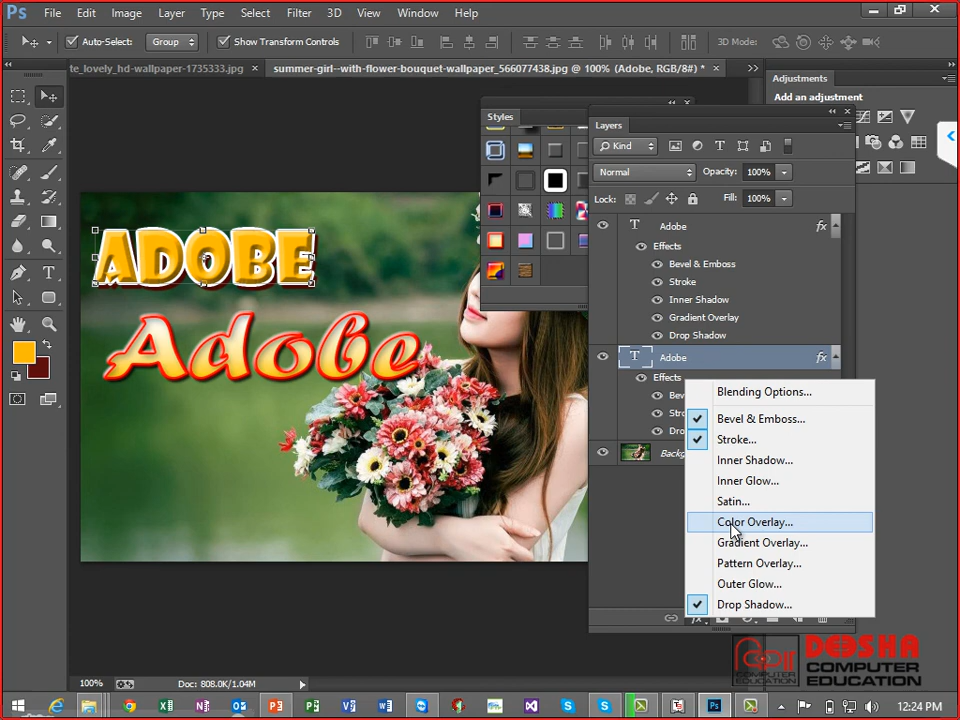 Ps File Edit Image Layer Type Select Filter 3D View Window Help
Auto-Select: Group Show Transform Controls 3D Mode:
te_lovely_hd-wallpaper-1735333.jpg × summer-girl--with-flower-bouquet-wallpaper_566077438.jpg @ 100% (Adobe, RGB/8#) * ×
Adjustments
Add an adjustment
Styles
Layers
Kind
Normal Opacity: 100%
Lock: Fill: 100%
Adobe fx
Effects
Bevel & Emboss
Stroke
Inner Shadow
Gradient Overlay
Drop Shadow
Adobe fx
Effects
Bev
Stro
Dro
Backg
ADOBE
Adobe
Blending Options...
Bevel & Emboss...
Stroke...
Inner Shadow...
Inner Glow...
Satin...
Color Overlay...
Gradient Overlay...
Pattern Overlay...
Outer Glow...
Drop Shadow...
DEESHA
COMPUTER
EDUCATION
100% Doc: 808.0K/1.04M
12:24 PM